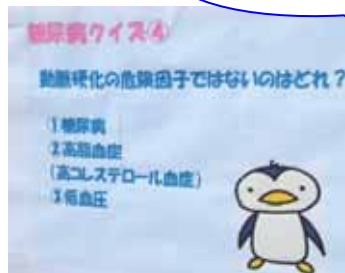 糖尿病クイズ④
動脈硬化の危険因子ではないのはどれ？
1糖尿病
2高脂血症
(高コレステロール血症)
3低血圧